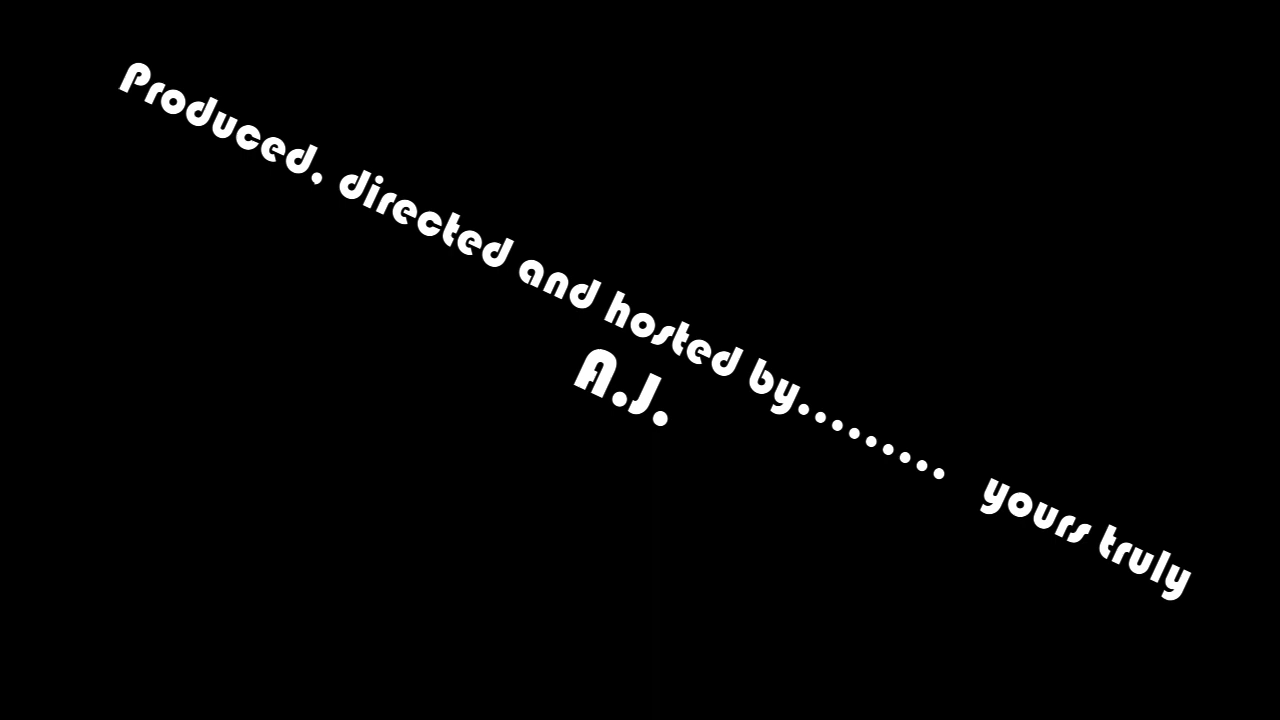 Produced, directed and hosted by......... yours truly
A.J.